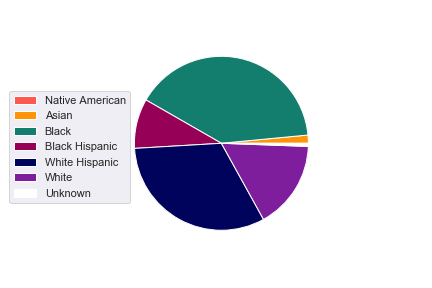 Native American
Asian
Black
Black Hispanic
White Hispanic
White
Unknown